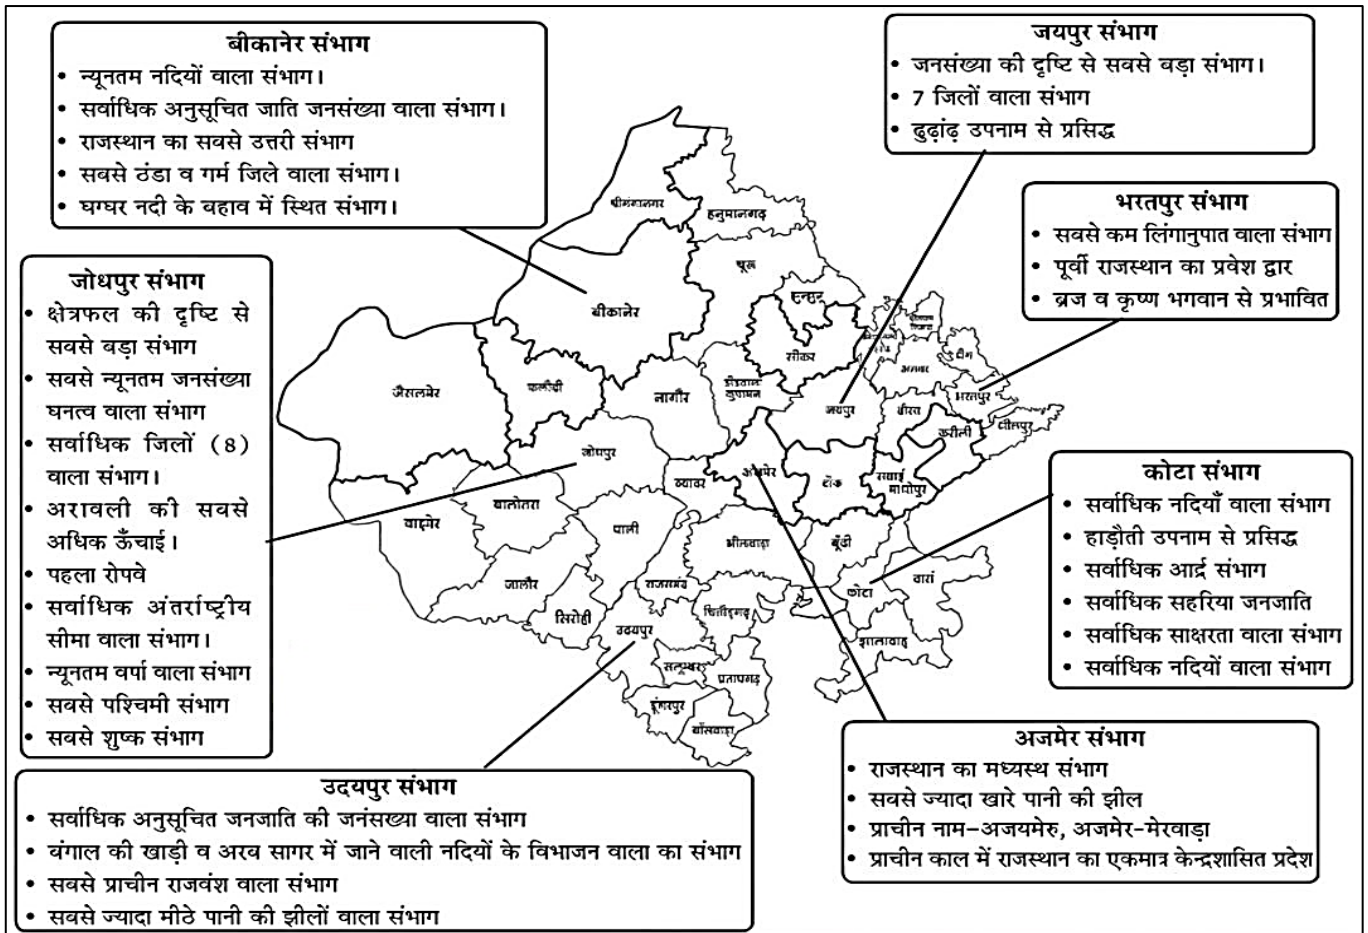 बीकानेर संभाग
• न्यूनतम नदियों वाला संभाग।
• सर्वाधिक अनुसूचित जाति जनसंख्या वाला संभाग।
• राजस्थान का सबसे उत्तरी संभाग
• सबसे ठंडा व गर्म जिले वाला संभाग।
• घग्घर नदी के बहाव में स्थित संभाग।
जयपुर संभाग
• जनसंख्या की दृष्टि से सबसे बड़ा संभाग।
• 7 जिलों वाला संभाग
• ढुढ़ांढ़ उपनाम से प्रसिद्ध
भरतपुर संभाग
• सबसे कम लिंगानुपात वाला संभाग
• पूर्वी राजस्थान का प्रवेश द्वार
• ब्रज व कृष्ण भगवान से प्रभावित
जोधपुर संभाग
• क्षेत्रफल की दृष्टि से
सबसे बड़ा संभाग
• सबसे न्यूनतम जनसंख्या
घनत्व वाला संभाग
• सर्वाधिक जिलों (8)
वाला संभाग।
• अरावली की सबसे
अधिक ऊँचाई।
• पहला रोपवे
• सर्वाधिक अंतर्राष्ट्रीय
सीमा वाला संभाग।
• न्यूनतम वर्पा वाला संभाग
• सबसे पश्चिमी संभाग
• सबसे शुष्क संभाग
श्रीगंगानगर
हनुमानगढ़
चूरू
बीकानेर
झुन्झुनू
सीकर
अलवर
डीग
भरतपुर
धौलपुर
करौली
जैसलमेर
फलौदी
नागौर
जयपुर
जोधपुर
ब्यावर
अजमेर
टोंक
सवाई
माधोपुर
बाड़मेर
बालोतरा
पाली
भीलवाड़ा
बूँदी
कोटा
बारां
जालौर
सिरोही
राजसमंद
चित्तौड़गढ़
झालावाड़
उदयपुर
सलूम्बर
प्रतापगढ़
डूंगरपुर
बाँसवाड़ा
कोटा संभाग
• सर्वाधिक नदियाँ वाला संभाग
• हाड़ौती उपनाम से प्रसिद्ध
• सर्वाधिक आर्द्र संभाग
• सर्वाधिक सहरिया जनजाति
• सर्वाधिक साक्षरता वाला संभाग
• सर्वाधिक नदियों वाला संभाग
अजमेर संभाग
• राजस्थान का मध्यस्थ संभाग
• सबसे ज्यादा खारे पानी की झील
• प्राचीन नाम–अजयमेरु, अजमेर-मेरवाड़ा
• प्राचीन काल में राजस्थान का एकमात्र केन्द्रशासित प्रदेश
उदयपुर संभाग
• सर्वाधिक अनुसूचित जनजाति की जनंसख्या वाला संभाग
• बंगाल की खाड़ी व अरब सागर में जाने वाली नदियों के विभाजन वाला का संभाग
• सबसे प्राचीन राजवंश वाला संभाग
• सबसे ज्यादा मीठे पानी की झीलों वाला संभाग